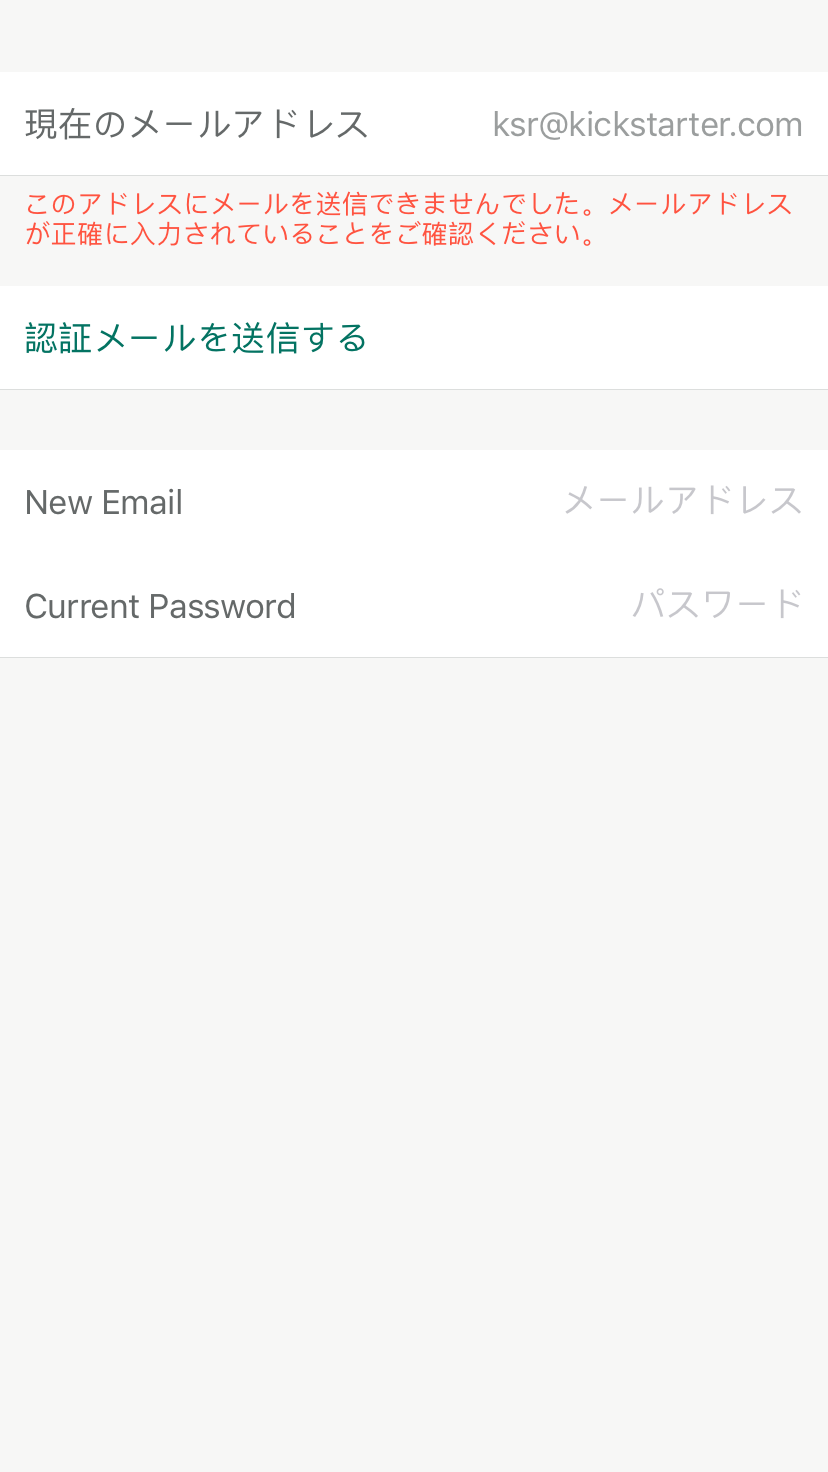 現在のメールアドレス ksr@kickstarter.com
このアドレスにメールを送信できませんでした。メールアドレス
が正確に入力されていることをご確認ください。
認証メールを送信する
New Email メールアドレス
Current Password パスワード